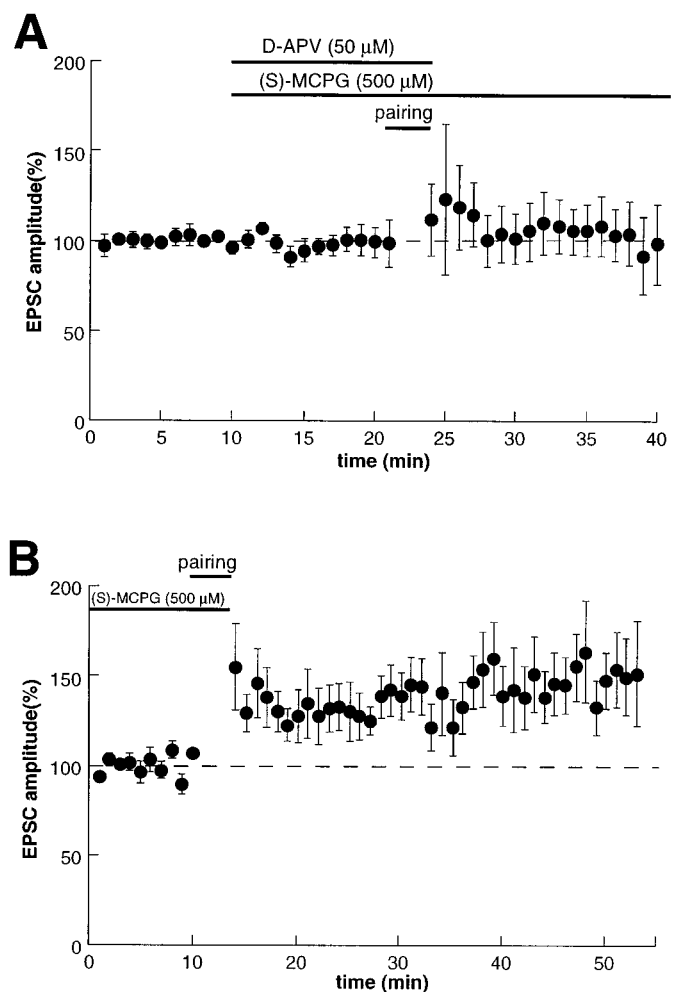 A
D-APV (50 µM)
(S)-MCPG (500 µM)
pairing
200
150
100
50
0
EPSC amplitude(%)
0 5 10 15 20 25 30 35 40
time (min)
B
pairing
(S)-MCPG (500 µM)
200
150
100
50
0
EPSC amplitude(%)
0 10 20 30 40 50
time (min)